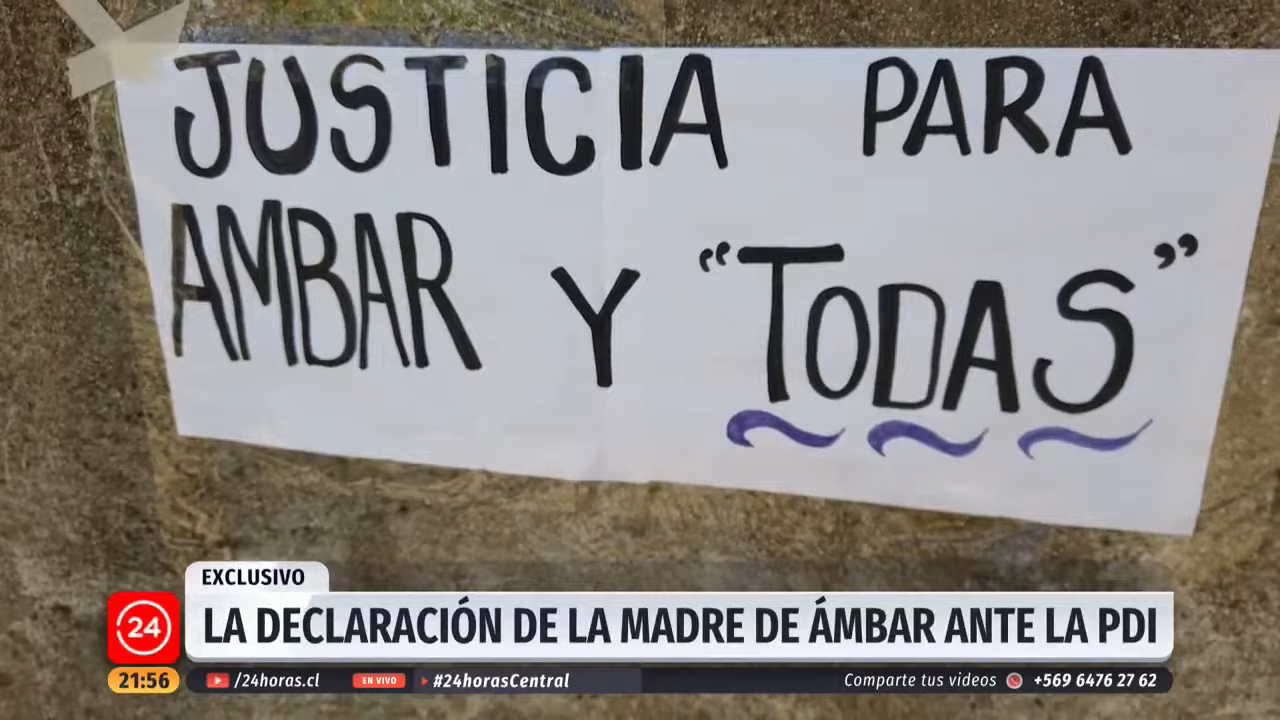 JUSTICIA PARA
AMBAR Y "TODAS"
EXCLUSIVO
24
LA DECLARACIÓN DE LA MADRE DE ÁMBAR ANTE LA PDI
21:56 /24horas.cl EN VIVO #24horasCentral Comparte tus videos +569 6476 27 62